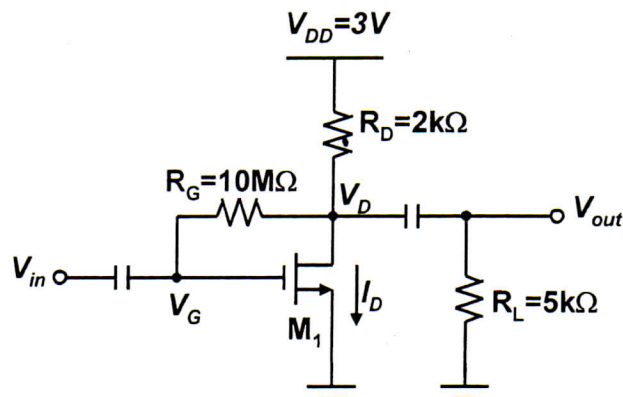 V_DD=3V
R_D=2kΩ
R_G=10MΩ
V_D
V_out
V_in
V_G
I_D
M_1
R_L=5kΩ